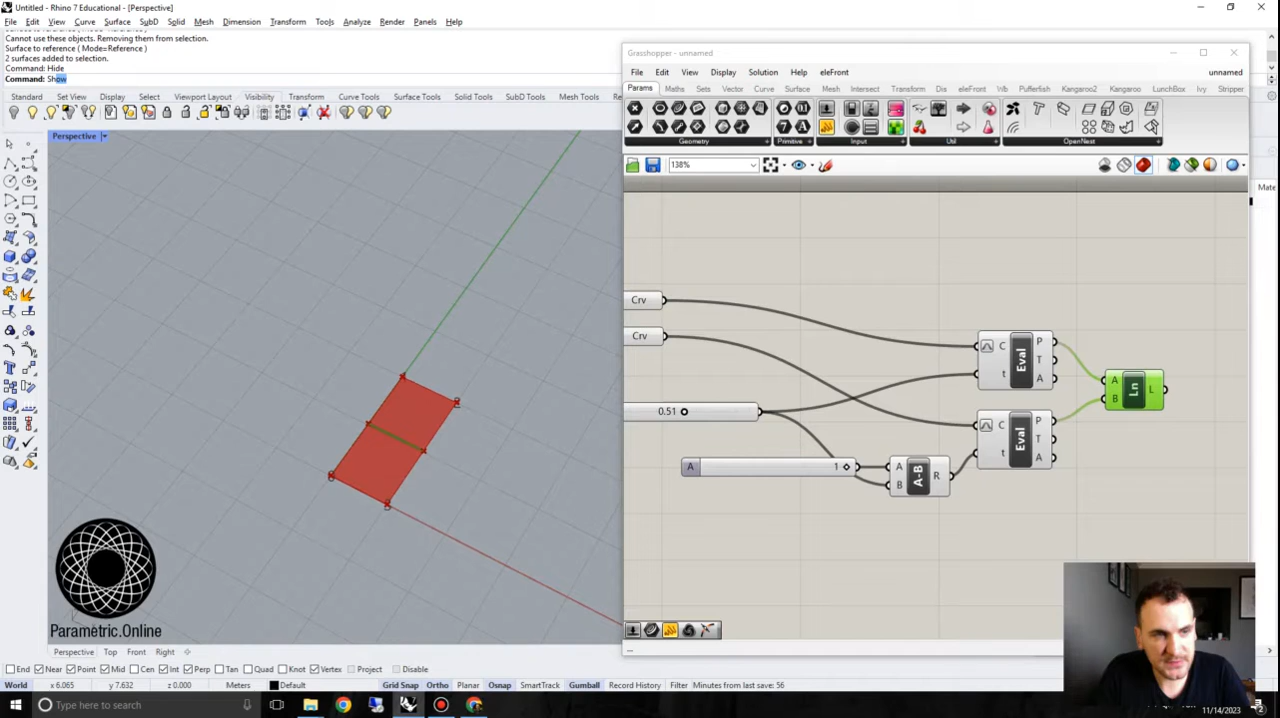 Untitled - Rhino 7 Educational - [Perspective]
File Edit View Curve Surface SubD Solid Mesh Dimension Transform Tools Analyze Render Panels Help
Cannot use these objects. Removing them from selection.
Surface to reference ( Mode=Reference )
2 surfaces added to selection.
Command: Hide
Command: Show
Standard Set View Display Select Viewport Layout Visibility Transform Curve Tools Surface Tools Solid Tools SubD Tools Mesh Tools
Perspective
Grasshopper - unnamed
File Edit View Display Solution Help eleFront unnamed
Params Maths Sets Vector Curve Surface Mesh Intersect Transform Display Dis eleFront Wb Pufferfish Kangaroo2 LunchBox Kangaroo Ivy Stripper
Geometry Primitive Input Util OpenNest
138%
Mate
Crv
Crv
C
t
Eval
P
T
A
A
B
Ln
L
0.51
C
t
Eval
P
T
A
A 1
A
B
A-B
R
Parametric.Online
Perspective Top Front Right
End Near Point Mid Cen Int Perp Tan Quad Knot Vertex Project Disable
World x 6.065 y 7.632 z 0.000 Meters Default Grid Snap Ortho Planar Osnap SmartTrack Gumball Record History Filter Minutes from last save: 56
Type here to search
11/14/2023